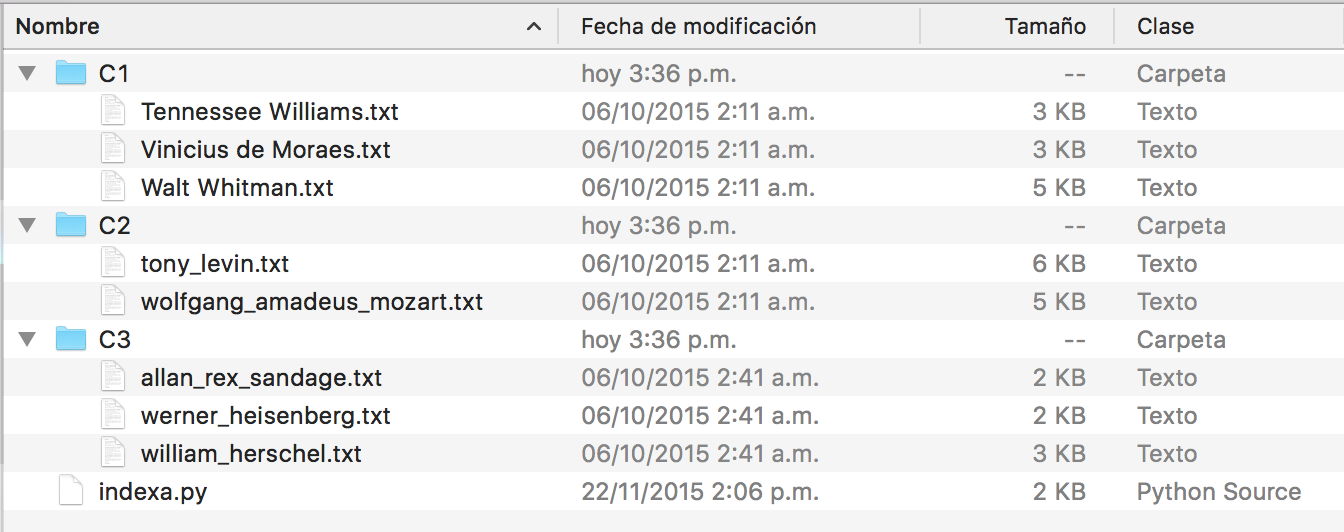 Nombre Fecha de modificación Tamaño Clase
C1 hoy 3:36 p.m. -- Carpeta
Tennessee Williams.txt 06/10/2015 2:11 a.m. 3 KB Texto
Vinicius de Moraes.txt 06/10/2015 2:11 a.m. 3 KB Texto
Walt Whitman.txt 06/10/2015 2:11 a.m. 5 KB Texto
C2 hoy 3:36 p.m. -- Carpeta
tony_levin.txt 06/10/2015 2:11 a.m. 6 KB Texto
wolfgang_amadeus_mozart.txt 06/10/2015 2:11 a.m. 5 KB Texto
C3 hoy 3:36 p.m. -- Carpeta
allan_rex_sandage.txt 06/10/2015 2:41 a.m. 2 KB Texto
werner_heisenberg.txt 06/10/2015 2:41 a.m. 2 KB Texto
william_herschel.txt 06/10/2015 2:41 a.m. 3 KB Texto
indexa.py 22/11/2015 2:06 p.m. 2 KB Python Source